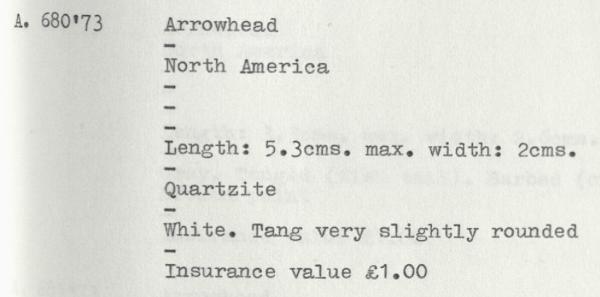 A. 680'73 Arrowhead
-
North America
-
-
Length: 5.3cms. max. width: 2cms.
-
Quartzite
-
White. Tang very slightly rounded
-
Insurance value £1.00